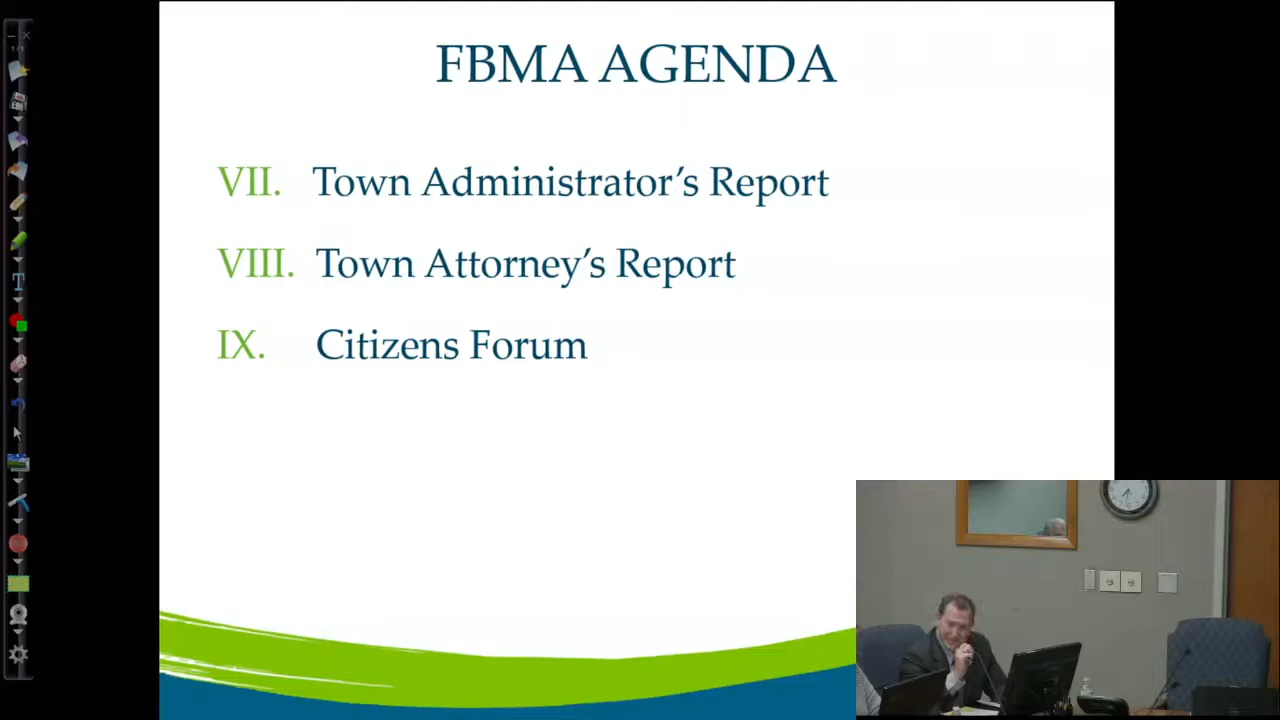 FBMA AGENDA
VII. Town Administrator’s Report
VIII. Town Attorney’s Report
IX. Citizens Forum